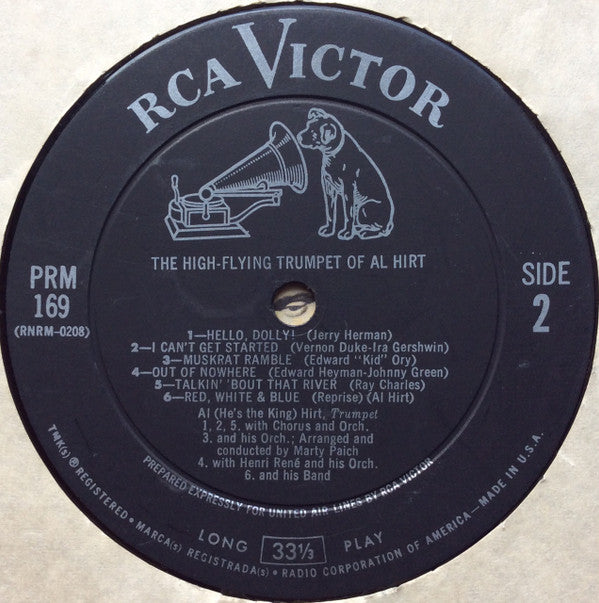 RCA VICTOR
THE HIGH-FLYING TRUMPET OF AL HIRT
PRM
169
(RNRM-0208)
SIDE
2
1—HELLO, DOLLY! (Jerry Herman)
2—I CAN'T GET STARTED (Vernon Duke-Ira Gershwin)
3—MUSKRAT RAMBLE (Edward "Kid" Ory)
4—OUT OF NOWHERE (Edward Heyman-Johnny Green)
5—TALKIN' 'BOUT THAT RIVER (Ray Charles)
6—RED, WHITE & BLUE (Reprise) (Al Hirt)
Al (He's the King) Hirt, Trumpet
1, 2, 5. with Chorus and Orch.
3. and his Orch.; Arranged and
conducted by Marty Paich
4. with Henri René and his Orch.
6. and his Band
PREPARED EXPRESSLY FOR UNITED AIR LINES BY RCA VICTOR
LONG 33⅓ PLAY
TMK(s) ® REGISTERED • MARCA(s) REGISTRADA(s) • RADIO CORPORATION OF AMERICA—MADE IN U.S.A.